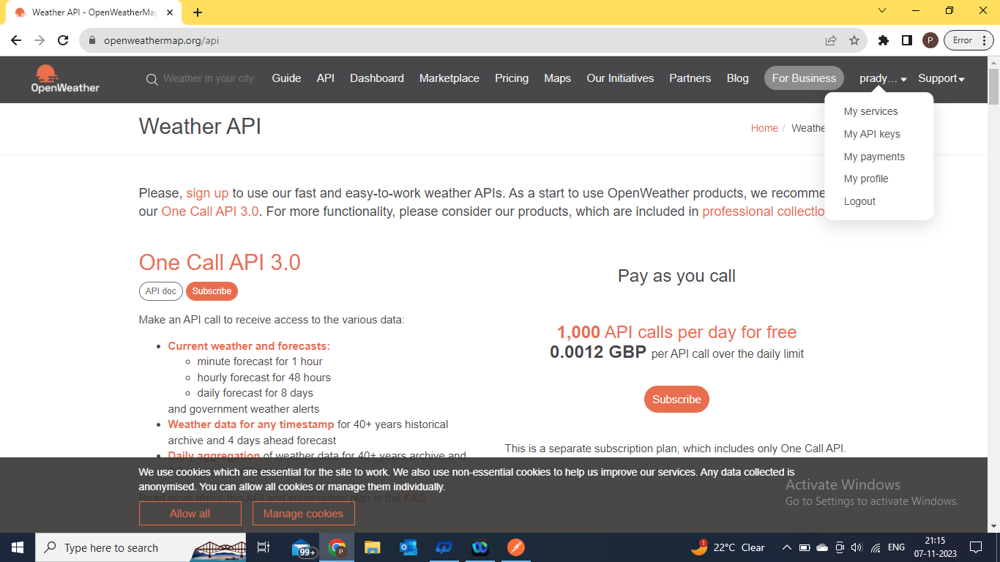 Weather API - OpenWeatherMap
openweathermap.org/api
P
Error
OpenWeather
Weather in your city
Guide
API
Dashboard
Marketplace
Pricing
Maps
Our Initiatives
Partners
Blog
For Business
prady...
Support
My services
My API keys
My payments
My profile
Logout
Weather API
Home / Weathe
Please, sign up to use our fast and easy-to-work weather APIs. As a start to use OpenWeather products, we recomme
our One Call API 3.0. For more functionality, please consider our products, which are included in professional collectio
One Call API 3.0
API doc
Subscribe
Make an API call to receive access to the various data:
Current weather and forecasts:
minute forecast for 1 hour
hourly forecast for 48 hours
daily forecast for 8 days
and government weather alerts
Weather data for any timestamp for 40+ years historical
archive and 4 days ahead forecast
Daily aggregation of weather data for 40+ years archive and
Pay as you call
1,000 API calls per day for free
0.0012 GBP per API call over the daily limit
Subscribe
This is a separate subscription plan, which includes only One Call API.
We use cookies which are essential for the site to work. We also use non-essential cookies to help us improve our services. Any data collected is
anonymised. You can allow all cookies or manage them individually.
Read more about this API and subscription plan in the FAQ
Allow all
Manage cookies
Activate Windows
Go to Settings to activate Windows.
Type here to search
99+
P
1
22°C Clear
ENG
21:15
07-11-2023